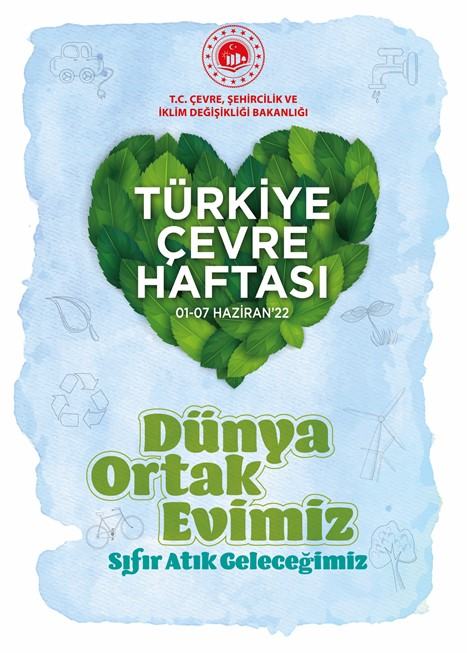 T.C. ÇEVRE, ŞEHİRCİLİK VE
İKLİM DEĞİŞİKLİĞİ BAKANLIĞI
TÜRKİYE
ÇEVRE
HAFTASI
01-07 HAZİRAN'22
Dünya
Ortak
Evimiz
Sıfır Atık Geleceğimiz